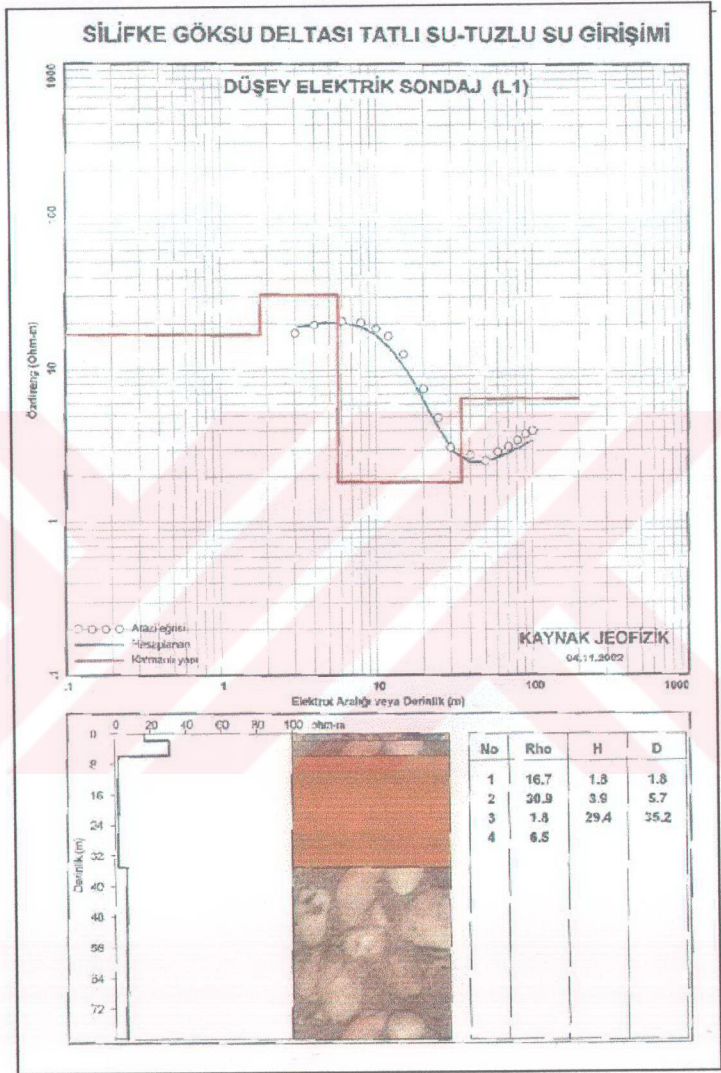 SİLİFKE GÖKSU DELTASI TATLI SU-TUZLU SU GİRİŞİMİ
DÜŞEY ELEKTRİK SONDAJ (L1)
1000
100
10
1
.1
Özdirenç (Ohm-m)
Arazi eğrisi
Hesaplanan
Katmanlı yapı
KAYNAK JEOFİZİK
04.11.2002
.1 1 10 100 1000
Elektrot Aralığı veya Derinlik (m)
0 20 40 60 80 100 ohm-m
Derinlik (m)
0
8
16
24
32
40
48
56
64
72
No Rho H D
1 16.7 1.8 1.8
2 30.9 3.9 5.7
3 1.8 29.4 35.2
4 6.5